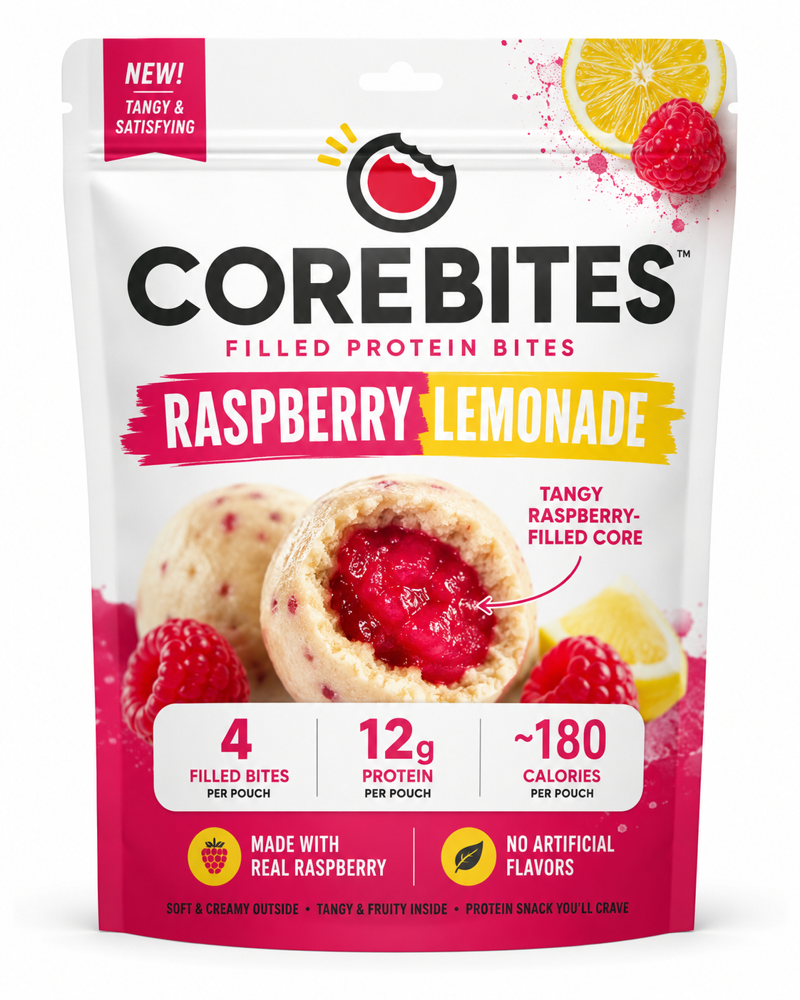 NEW!
TANGY &
SATISFYING
COREBITES™
FILLED PROTEIN BITES
RASPBERRY LEMONADE
TANGY
RASPBERRY-
FILLED CORE
4
FILLED BITES
PER POUCH
12g
PROTEIN
PER POUCH
~180
CALORIES
PER POUCH
MADE WITH
REAL RASPBERRY
NO ARTIFICIAL
FLAVORS
SOFT & CREAMY OUTSIDE • TANGY & FRUITY INSIDE • PROTEIN SNACK YOU'LL CRAVE